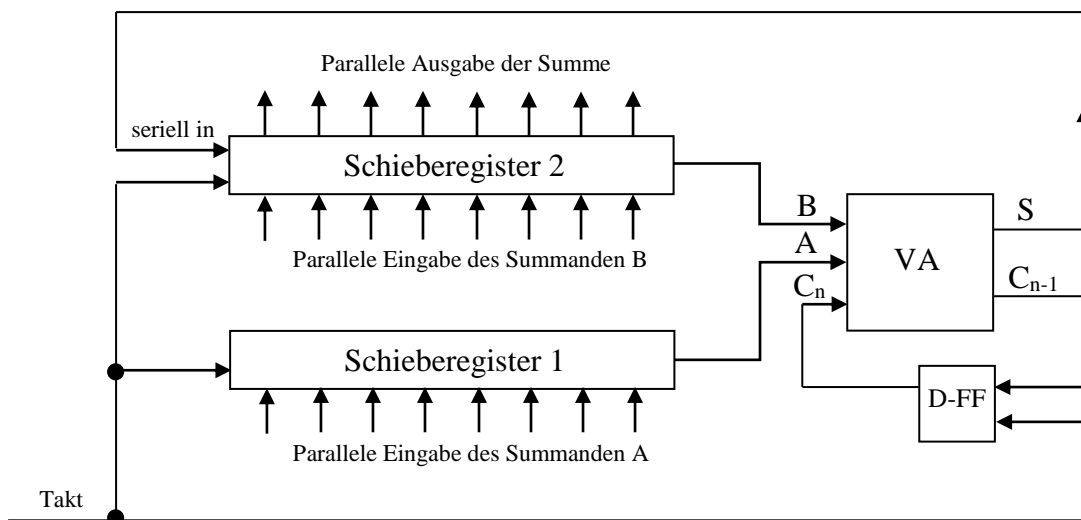 Parallele Ausgabe der Summe
seriell in
Schieberegister 2
Parallele Eingabe des Summanden B
B
A
Cn
VA
S
Cn-1
Schieberegister 1
D-FF
Parallele Eingabe des Summanden A
Takt